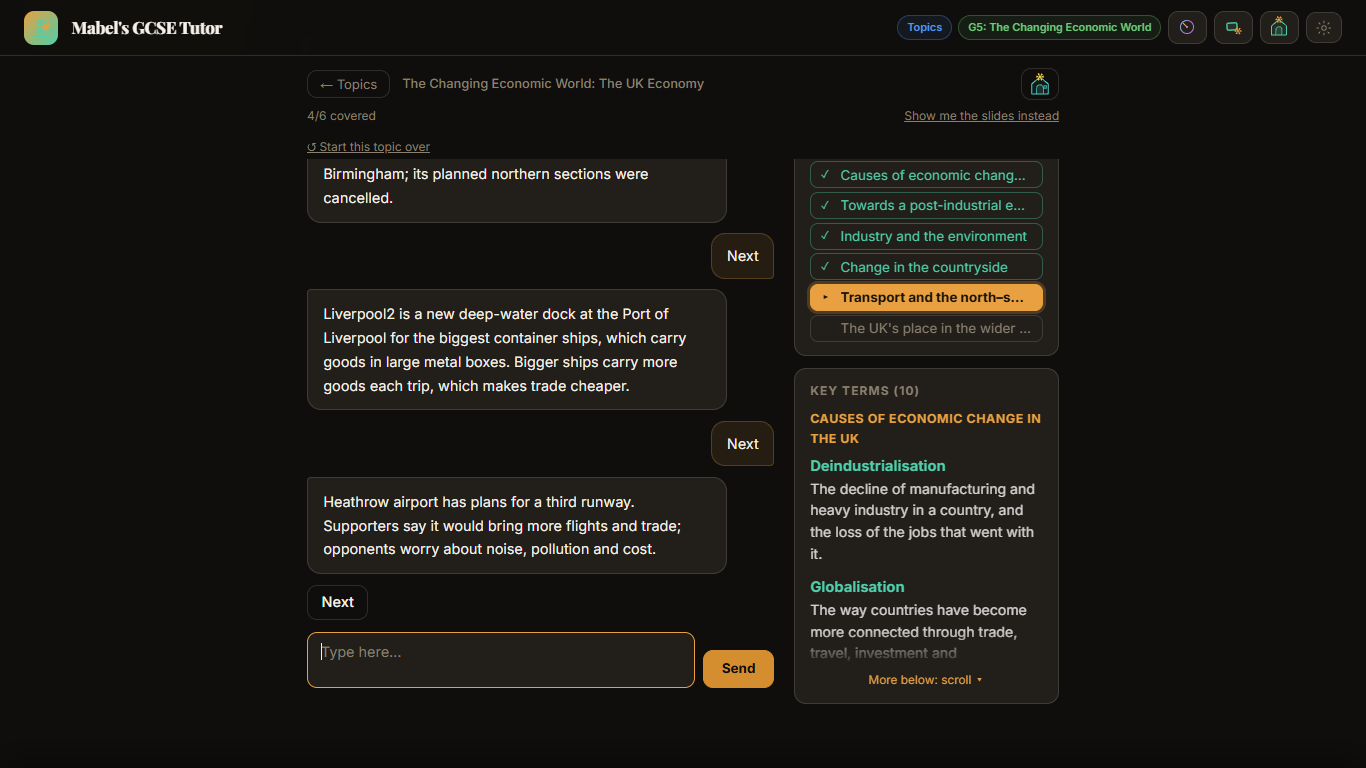 Mabel's GCSE Tutor
Topics
G5: The Changing Economic World
← Topics
The Changing Economic World: The UK Economy
4/6 covered
Show me the slides instead
↺ Start this topic over
Birmingham; its planned northern sections were
cancelled.
Next
Liverpool2 is a new deep-water dock at the Port of
Liverpool for the biggest container ships, which carry
goods in large metal boxes. Bigger ships carry more
goods each trip, which makes trade cheaper.
Next
Heathrow airport has plans for a third runway.
Supporters say it would bring more flights and trade;
opponents worry about noise, pollution and cost.
Next
Type here...
Send
✓ Causes of economic chang...
✓ Towards a post-industrial e...
✓ Industry and the environment
✓ Change in the countryside
▸ Transport and the north–s...
The UK's place in the wider ...
KEY TERMS (10)
CAUSES OF ECONOMIC CHANGE IN
THE UK
Deindustrialisation
The decline of manufacturing and
heavy industry in a country, and
the loss of the jobs that went with
it.
Globalisation
The way countries have become
more connected through trade,
travel, investment and
More below: scroll ▾